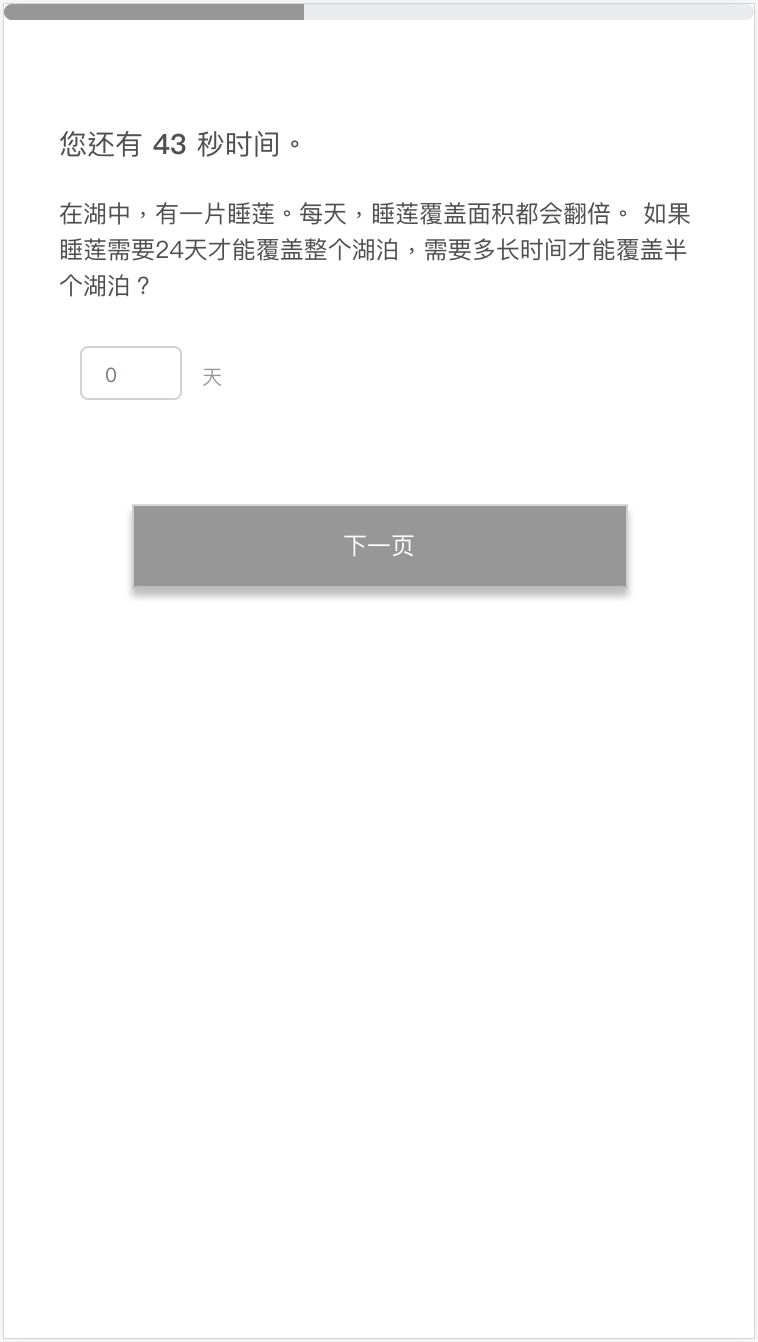 您还有 43 秒时间。
在湖中，有一片睡莲。每天，睡莲覆盖面积都会翻倍。 如果
睡莲需要24天才能覆盖整个湖泊，需要多长时间才能覆盖半
个湖泊？
0 天
下一页